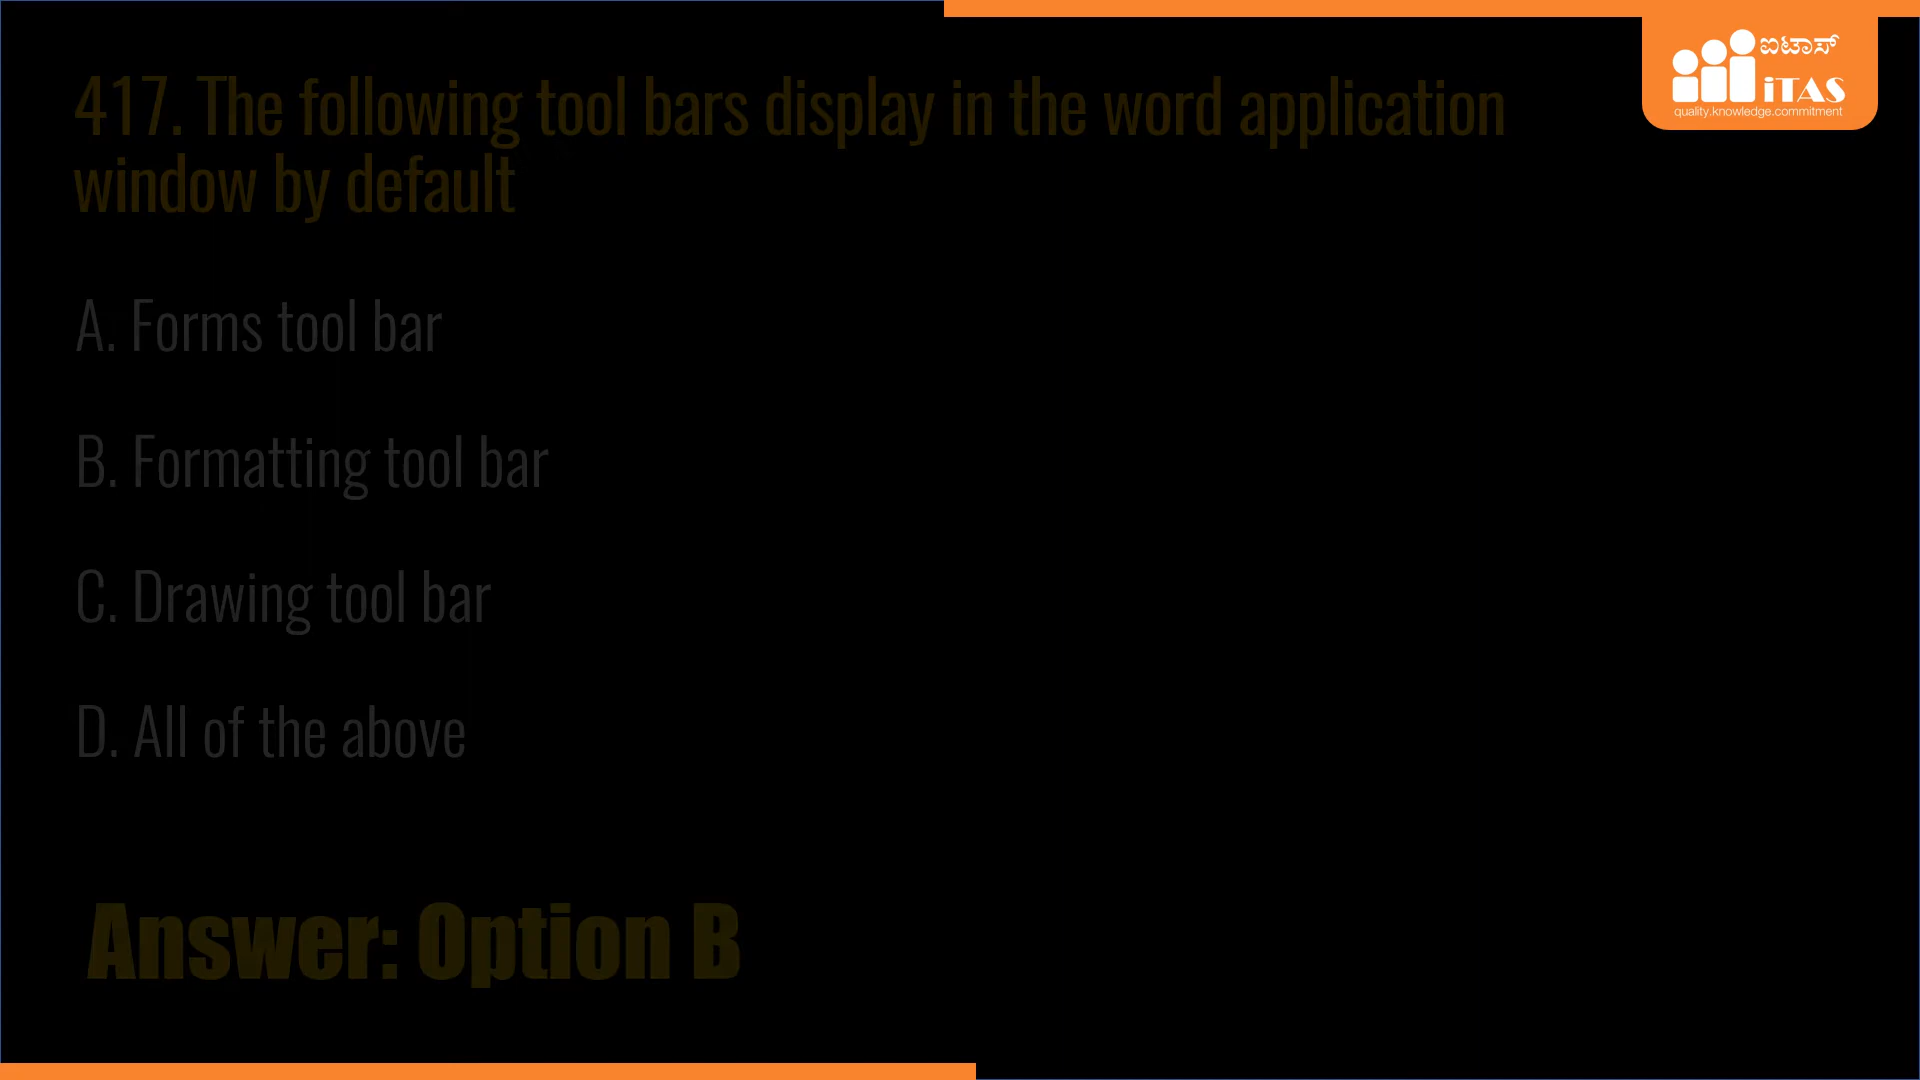 ಐಟಾಸ್
iTAS
quality.knowledge.commitment
417. The following tool bars display in the word application
window by default
A. Forms tool bar
B. Formatting tool bar
C. Drawing tool bar
D. All of the above
Answer: Option B